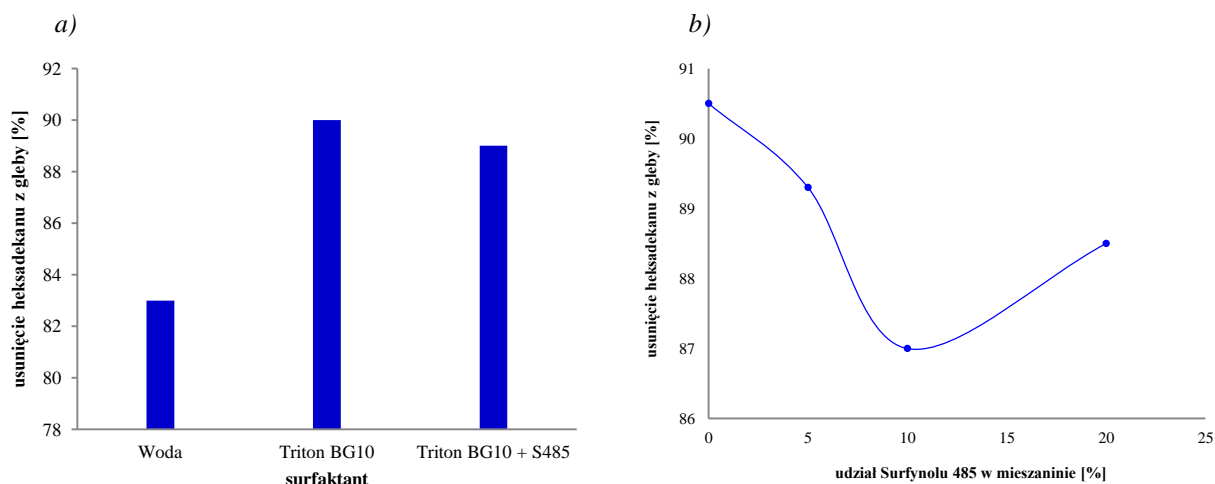 a)
usunięcie heksadekanu z gleby [%]
92
90
88
86
84
82
80
78
Woda
Triton BG10
Triton BG10 + S485
surfaktant
b)
usunięcie heksadekanu z gleby [%]
91
90
89
88
87
86
0
5
10
15
20
25
udział Surfynolu 485 w mieszaninie [%]